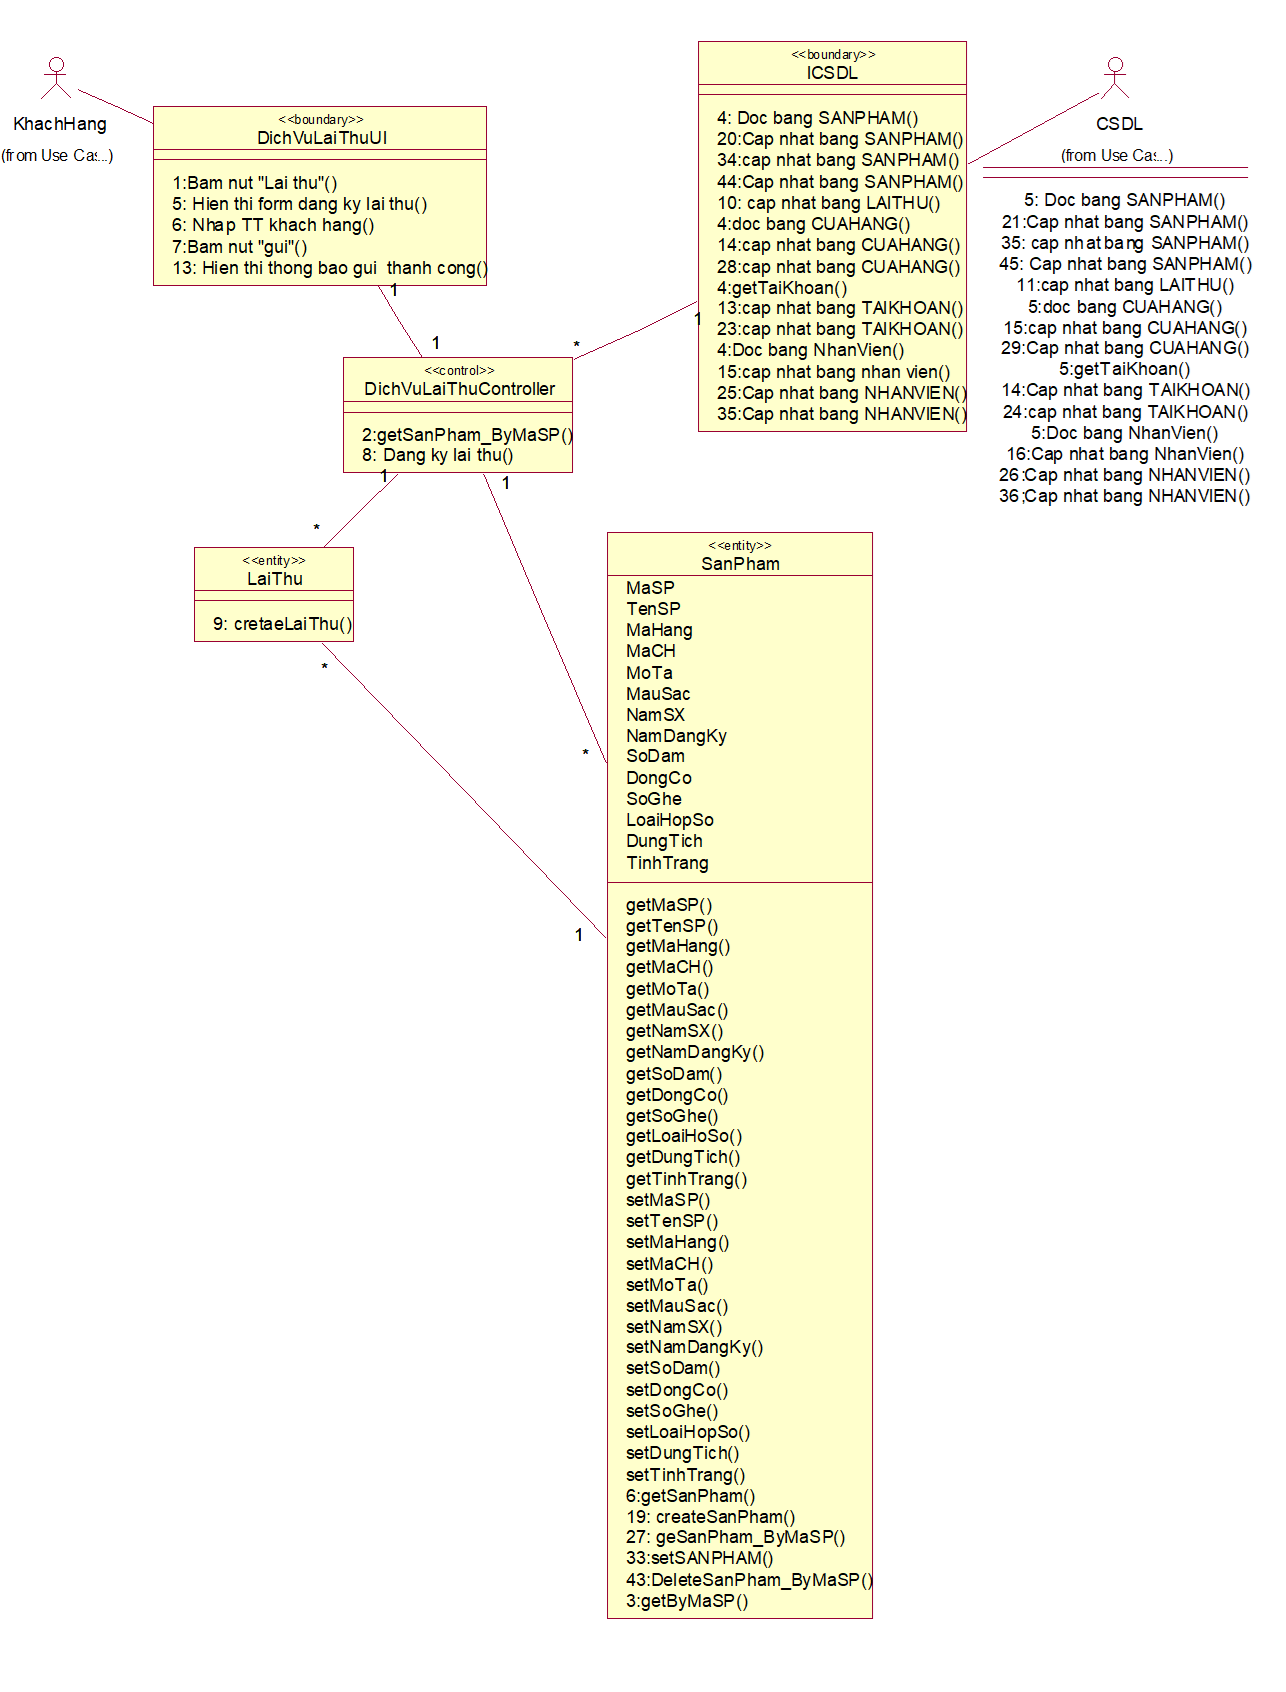 KhachHang
(from Use Cas...)
<<boundary>>
DichVuLaiThuUI
1:Bam nut "Lai thu"()
5: Hien thi form dang ky lai thu()
6: Nhap TT khach hang()
7:Bam nut "gui"()
13: Hien thi thong bao gui thanh cong()
1
1
<<control>>
DichVuLaiThuController
2:getSanPham_ByMaSP()
8: Dang ky lai thu()
*
1
<<boundary>>
ICSDL
4: Doc bang SANPHAM()
20:Cap nhat bang SANPHAM()
34:cap nhat bang SANPHAM()
44:Cap nhat bang SANPHAM()
10: cap nhat bang LAITHU()
4:doc bang CUAHANG()
14:cap nhat bang CUAHANG()
28:cap nhat bang CUAHANG()
4:getTaiKhoan()
13:cap nhat bang TAIKHOAN()
23:cap nhat bang TAIKHOAN()
4:Doc bang NhanVien()
15:cap nhat bang nhan vien()
25:Cap nhat bang NHANVIEN()
35:Cap nhat bang NHANVIEN()
CSDL
(from Use Cas...)
5: Doc bang SANPHAM()
21:Cap nhat bang SANPHAM()
35: cap nhat bang SANPHAM()
45: Cap nhat bang SANPHAM()
11:cap nhat bang LAITHU()
5:doc bang CUAHANG()
15:cap nhat bang CUAHANG()
29:Cap nhat bang CUAHANG()
5:getTaiKhoan()
14:Cap nhat bang TAIKHOAN()
24:cap nhat bang TAIKHOAN()
5:Doc bang NhanVien()
16:Cap nhat bang NhanVien()
26:Cap nhat bang NHANVIEN()
36;Cap nhat bang NHANVIEN()
1
*
1
*
<<entity>>
LaiThu
9: cretaeLaiThu()
*
1
<<entity>>
SanPham
MaSP
TenSP
MaHang
MaCH
MoTa
MauSac
NamSX
NamDangKy
SoDam
DongCo
SoGhe
LoaiHopSo
DungTich
TinhTrang
getMaSP()
getTenSP()
getMaHang()
getMaCH()
getMoTa()
getMauSac()
getNamSX()
getNamDangKy()
getSoDam()
getDongCo()
getSoGhe()
getLoaiHoSo()
getDungTich()
getTinhTrang()
setMaSP()
setTenSP()
setMaHang()
setMaCH()
setMoTa()
setMauSac()
setNamSX()
setNamDangKy()
setSoDam()
setDongCo()
setSoGhe()
setLoaiHopSo()
setDungTich()
setTinhTrang()
6:getSanPham()
19: createSanPham()
27: geSanPham_ByMaSP()
33:setSANPHAM()
43:DeleteSanPham_ByMaSP()
3:getByMaSP()